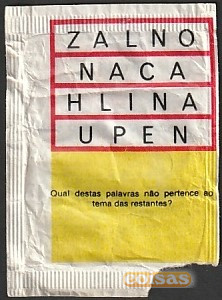 ZALNO
NACA
HLINA
UPEN
Qual destas palavras não pertence ao
tema das restantes?
coisas